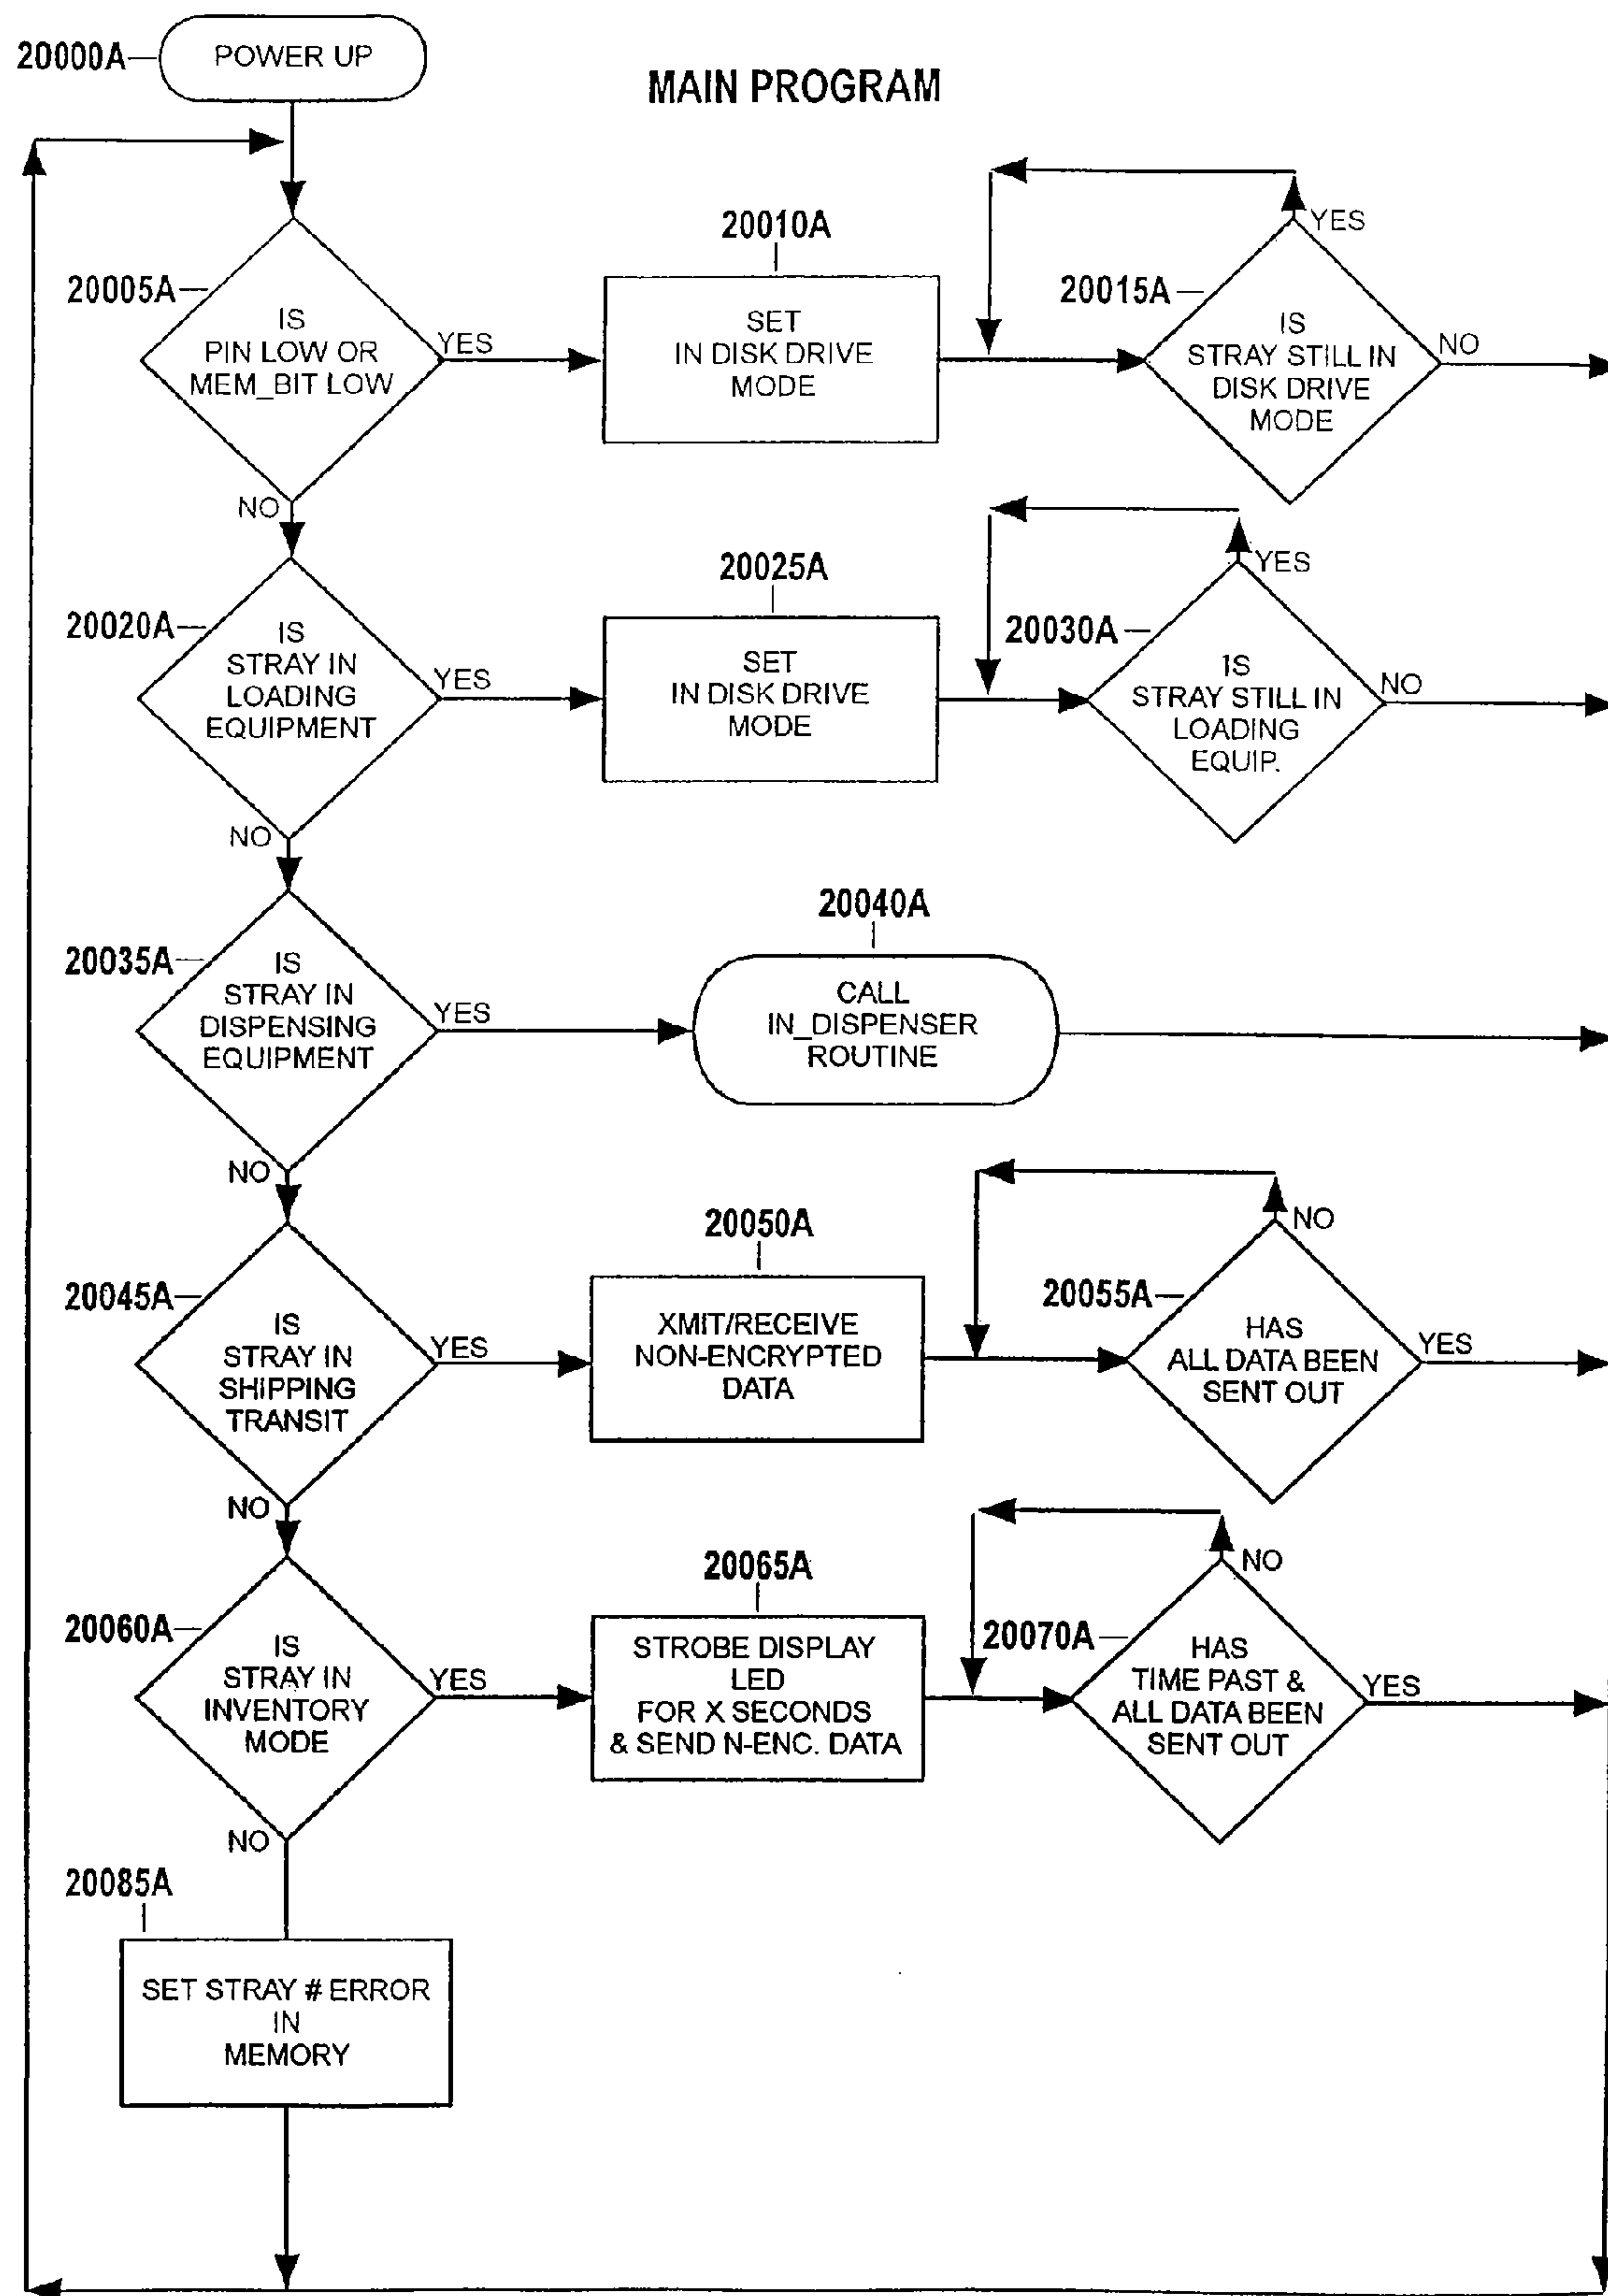 20000A
POWER UP
MAIN PROGRAM
20005A
IS
PIN LOW OR
MEM_BIT LOW
YES
NO
20010A
SET
IN DISK DRIVE
MODE
20015A
IS
STRAY STILL IN
DISK DRIVE
MODE
YES
NO
20020A
IS
STRAY IN
LOADING
EQUIPMENT
YES
NO
20025A
SET
IN DISK DRIVE
MODE
20030A
IS
STRAY STILL IN
LOADING
EQUIP.
YES
NO
20035A
IS
STRAY IN
DISPENSING
EQUIPMENT
YES
NO
20040A
CALL
IN_DISPENSER
ROUTINE
20045A
IS
STRAY IN
SHIPPING
TRANSIT
YES
NO
20050A
XMIT/RECEIVE
NON-ENCRYPTED
DATA
20055A
HAS
ALL DATA BEEN
SENT OUT
NO
YES
20060A
IS
STRAY IN
INVENTORY
MODE
YES
NO
20065A
STROBE DISPLAY
LED
FOR X SECONDS
& SEND N-ENC. DATA
20070A
HAS
TIME PAST &
ALL DATA BEEN
SENT OUT
NO
YES
20085A
SET STRAY # ERROR
IN
MEMORY